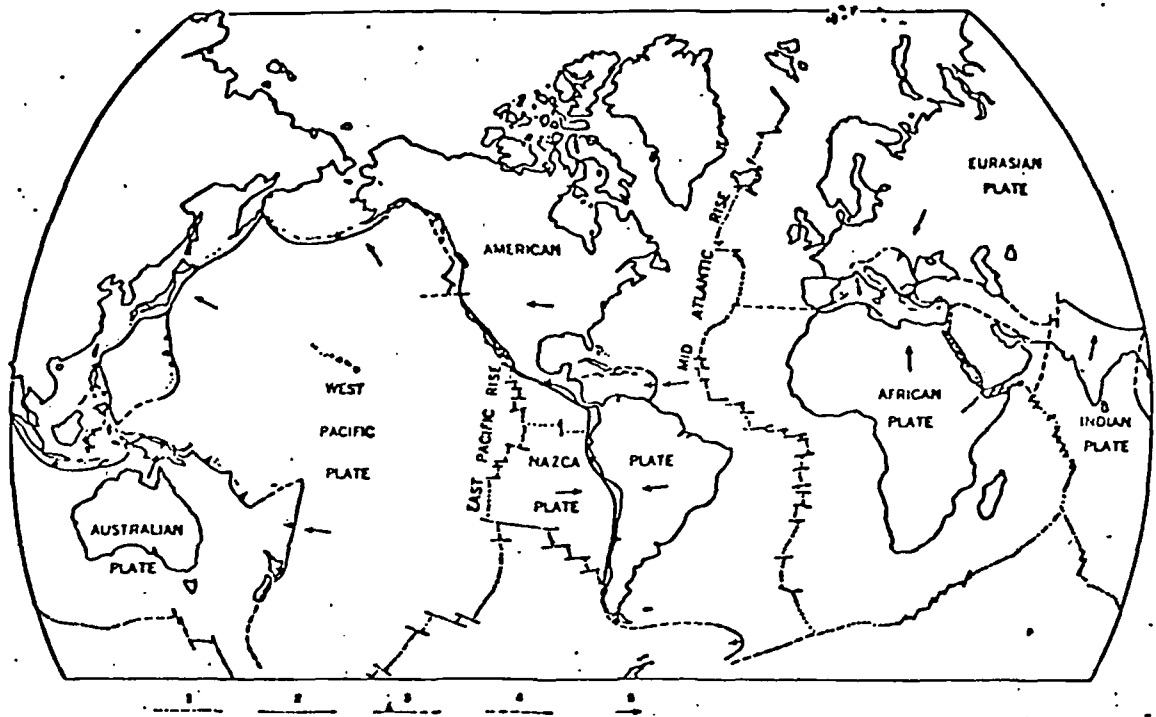 EURASIAN
PLATE
AMERICAN
MID ATLANTIC RISE
WEST
PACIFIC
PLATE
EAST PACIFIC RISE
NAZCA
PLATE
PLATE
AFRICAN
PLATE
INDIAN
PLATE
AUSTRALIAN
PLATE
1 2 3 4 5